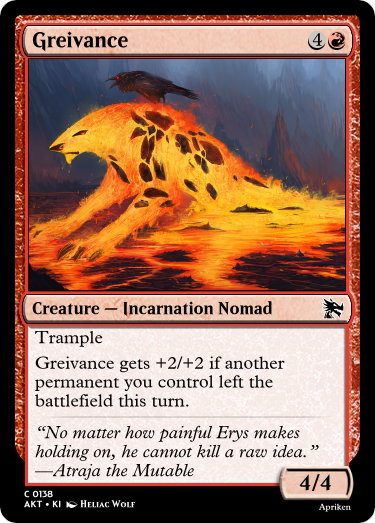 Greivance 4
Creature — Incarnation Nomad
Trample
Greivance gets +2/+2 if another
permanent you control left the
battlefield this turn.
“No matter how painful Erys makes
holding on, he cannot kill a raw idea.”
—Atraja the Mutable
4/4
C 0138
AKT • KI Heliac Wolf
Apriken